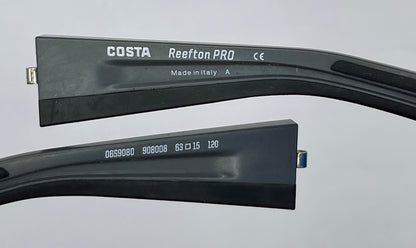 COSTA Reefton PRO CE
Made in Italy A
06S9080 908008 63□15 120